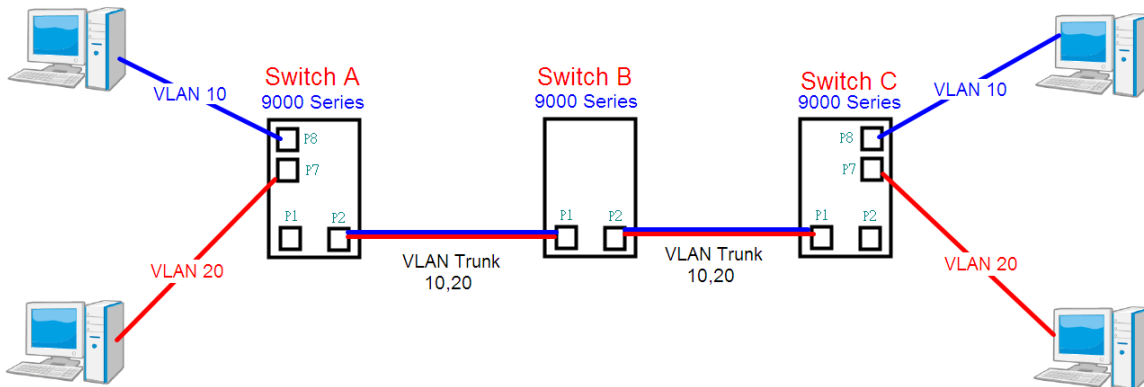 Switch A
9000 Series
Switch B
9000 Series
Switch C
9000 Series
VLAN 10
VLAN 10
P8
P7
P1
P2
P1
P2
P8
P7
P1
P2
VLAN Trunk
10,20
VLAN Trunk
10,20
VLAN 20
VLAN 20